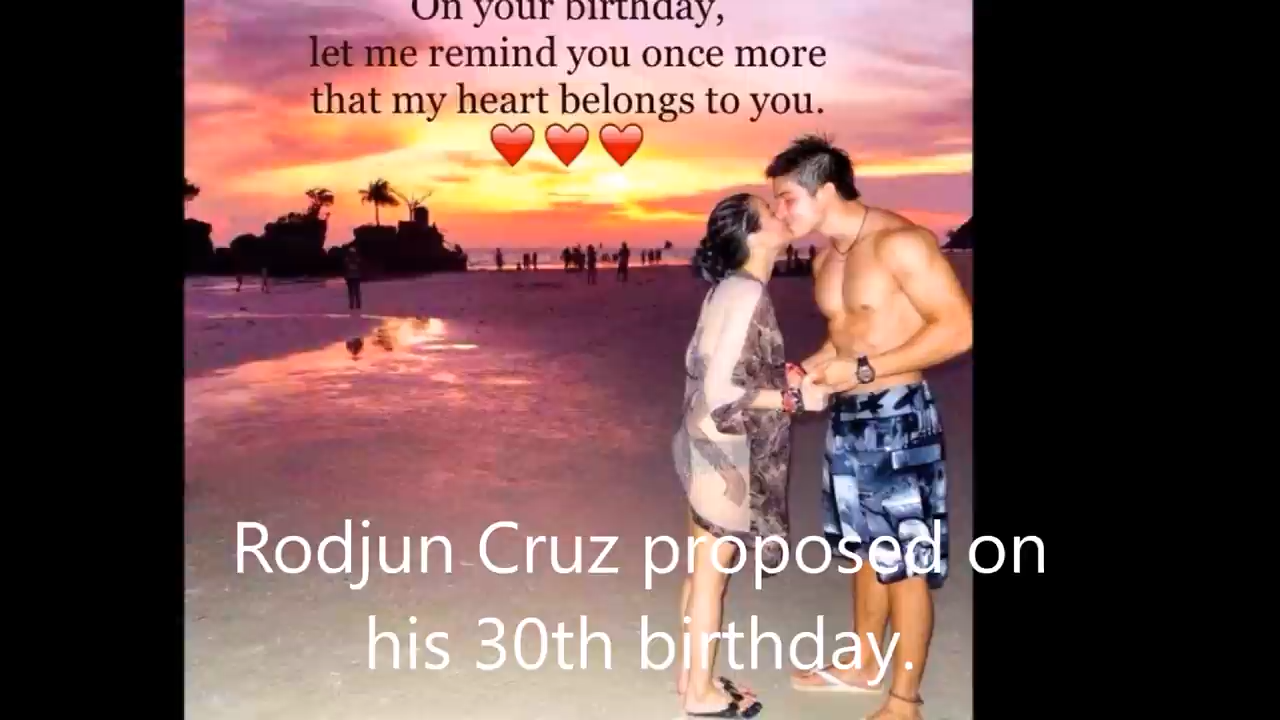 On your birthday,
let me remind you once more
that my heart belongs to you.
Rodjun Cruz proposed on
his 30th birthday.